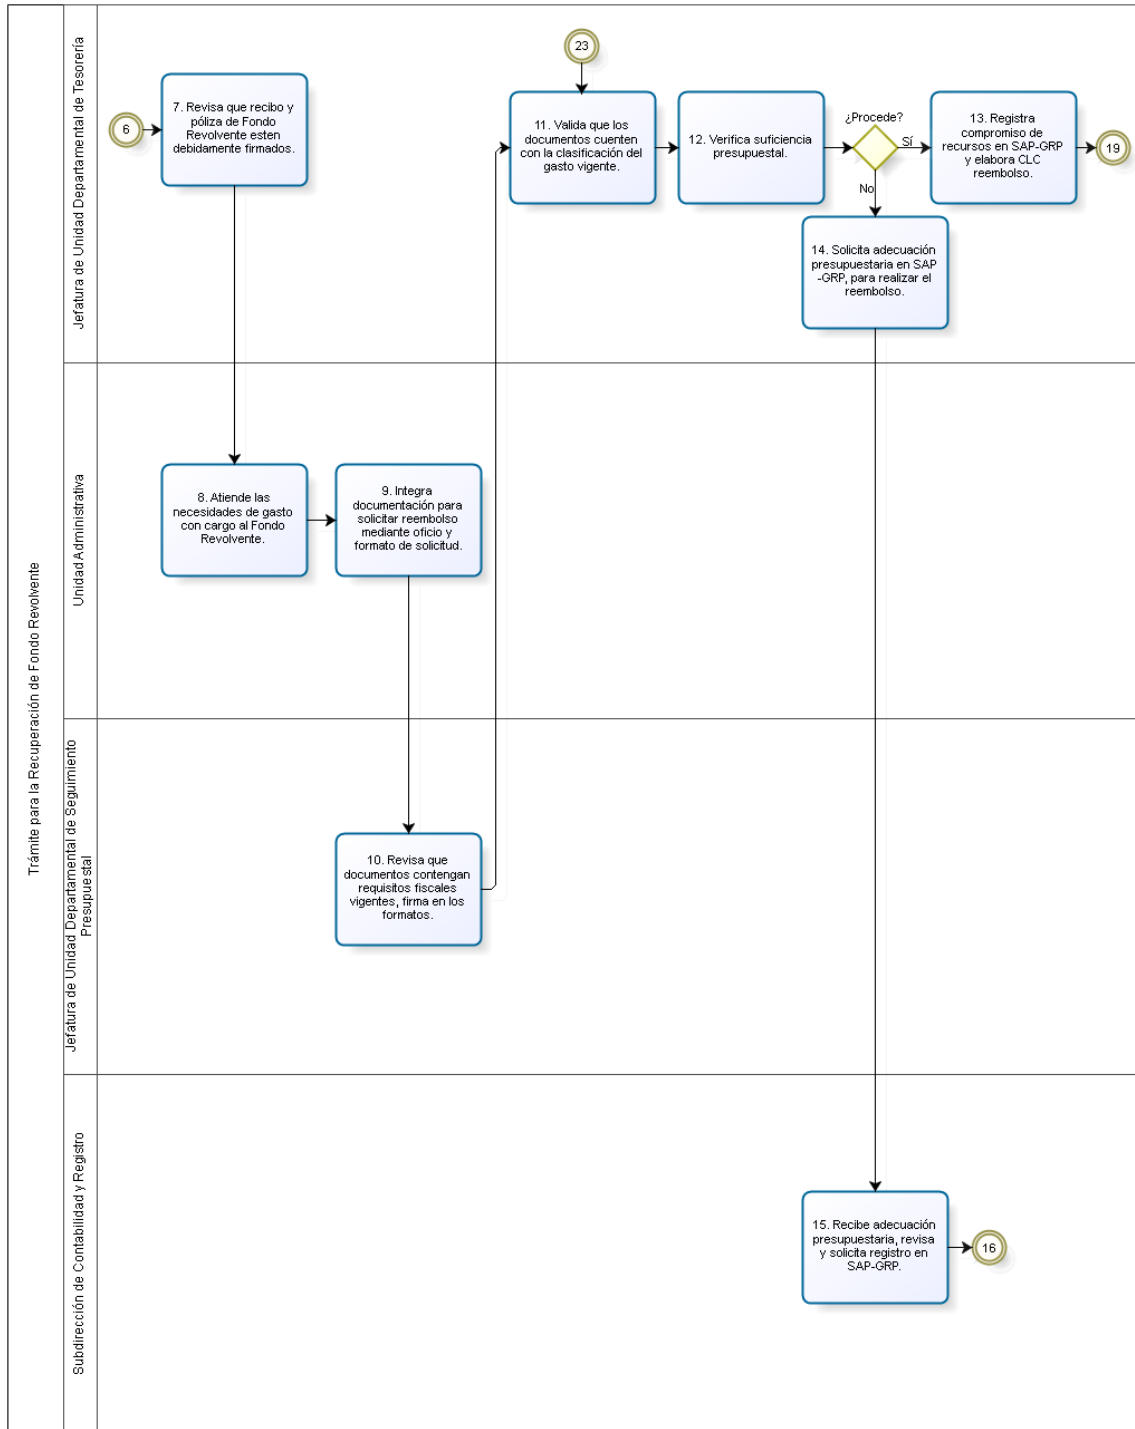 Trámite para la Recuperación de Fondo Revolvente
Jefatura de Unidad Departamental de Tesorería
6
7. Revisa que recibo y
póliza de Fondo
Revolvente esten
debidamente firmados.
23
11. Valida que los
documentos cuenten
con la clasificación del
gasto vigente.
12. Verifica suficiencia
presupuestal.
¿Procede?
Sí
No
13. Registra
compromiso de
recursos en SAP-GRP
y elabora CLC
reembolso.
19
14. Solicita adecuación
presupuestaria en SAP
-GRP, para realizar el
reembolso.
Unidad Administrativa
8. Atiende las
necesidades de gasto
con cargo al Fondo
Revolvente.
9. Integra
documentación para
solicitar reembolso
mediante oficio y
formato de solicitud.
Jefatura de Unidad Departamental de Seguimiento
Presupuestal
10. Revisa que
documentos contengan
requisitos fiscales
vigentes, firma en los
formatos.
Subdirección de Contabilidad y Registro
15. Recibe adecuación
presupuestaria, revisa
y solicita registro en
SAP-GRP.
16